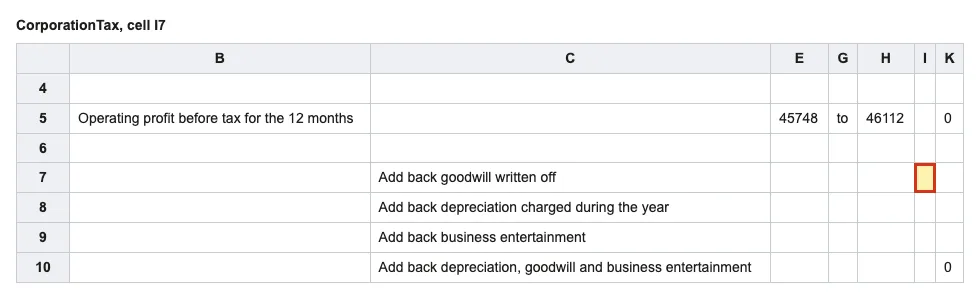 CorporationTax, cell I7
B C E G H I K
4
5 Operating profit before tax for the 12 months 45748 to 46112 0
6
7 Add back goodwill written off
8 Add back depreciation charged during the year
9 Add back business entertainment
10 Add back depreciation, goodwill and business entertainment 0